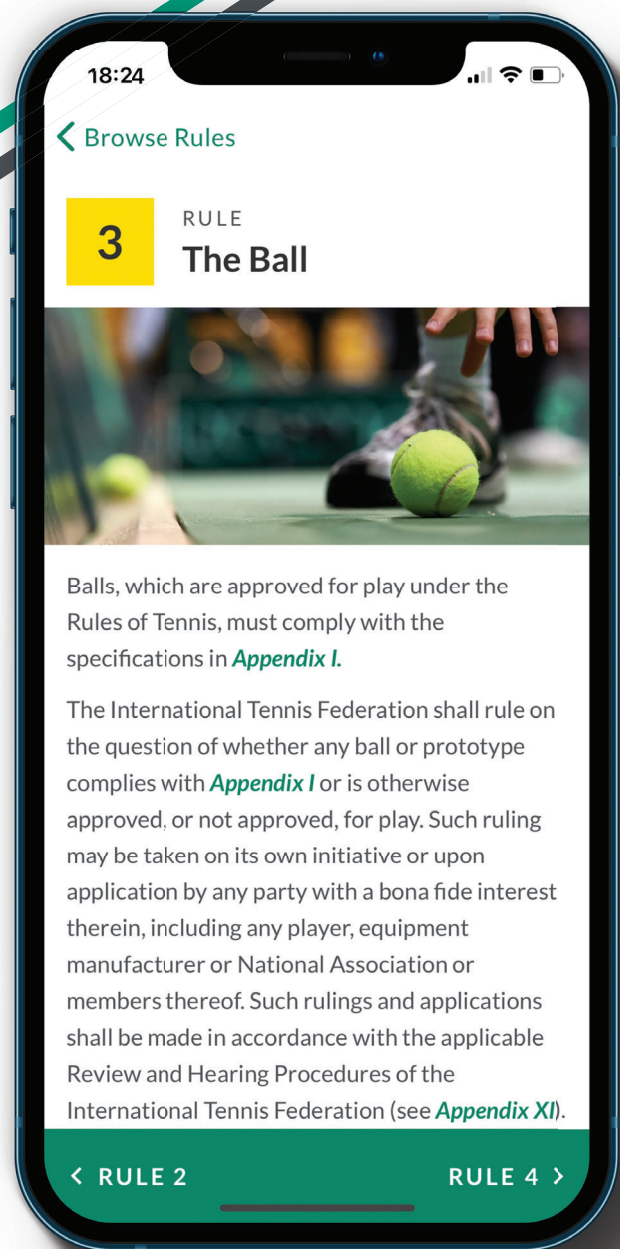 18:24
Browse Rules
3
RULE
The Ball
Balls, which are approved for play under the
Rules of Tennis, must comply with the
specifications in Appendix I.
The International Tennis Federation shall rule on
the question of whether any ball or prototype
complies with Appendix I or is otherwise
approved, or not approved, for play. Such ruling
may be taken on its own initiative or upon
application by any party with a bona fide interest
therein, including any player, equipment
manufacturer or National Association or
members thereof. Such rulings and applications
shall be made in accordance with the applicable
Review and Hearing Procedures of the
International Tennis Federation (see Appendix XI).
RULE 2
RULE 4